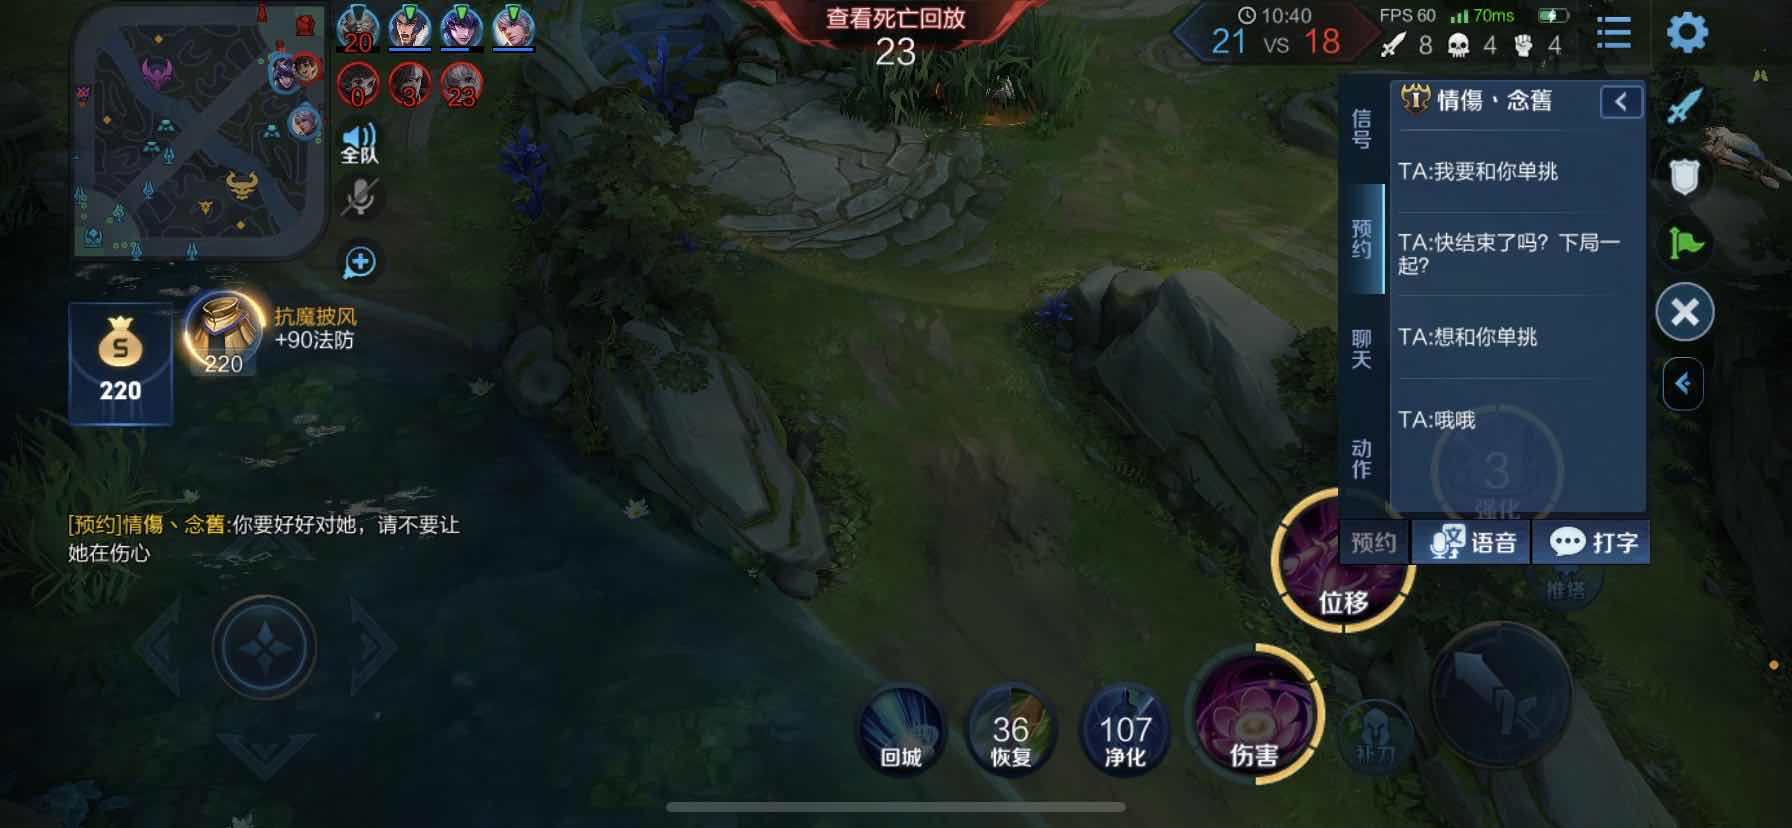 20
0
3
23
全队
查看死亡回放
23
10:40
21 VS 18
FPS 60
70ms
8
4
4
信号
预约
聊天
动作
情傷丶念舊
TA:我要和你单挑
TA:快结束了吗？下局一
起?
TA:想和你单挑
TA:哦哦
3
强化
预约
语音
打字
S
220
220
抗魔披风
+90法防
[预约]情傷丶念舊:你要好好对她，请不要让
她在伤心
位移
推塔
回城
36
恢复
107
净化
伤害
补刀